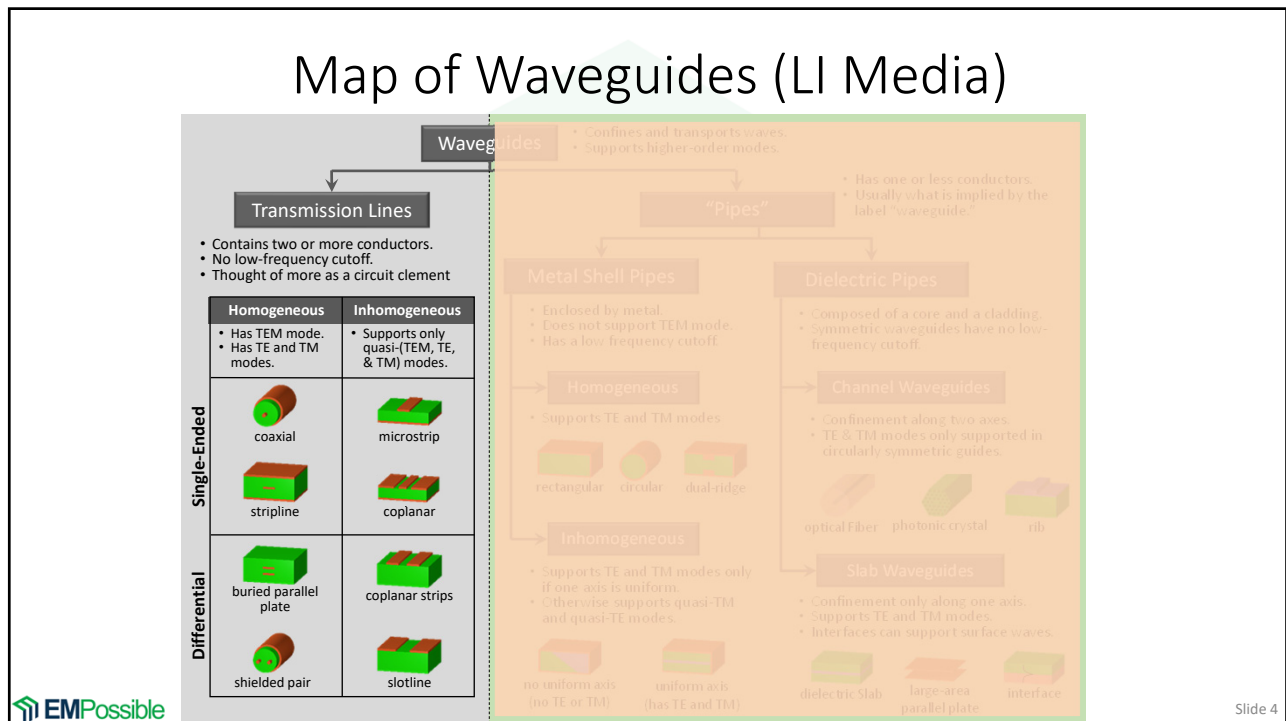 Map of Waveguides (LI Media)
Waveguides
• Confines and transports waves.
• Supports higher-order modes.
Transmission Lines
• Contains two or more conductors.
• No low-frequency cutoff.
• Thought of more as a circuit clement
Homogeneous
• Has TEM mode.
• Has TE and TM
modes.
Inhomogeneous
• Supports only
quasi-(TEM, TE,
& TM) modes.
Single-Ended
coaxial
microstrip
stripline
coplanar
Differential
buried parallel
plate
coplanar strips
shielded pair
slotline
"Pipes"
• Has one or less conductors.
• Usually what is implied by the
label "waveguide."
Metal Shell Pipes
• Enclosed by metal.
• Does not support TEM mode.
• Has a low-frequency cutoff.
Homogeneous
• Supports TE and TM modes
rectangular
circular
dual-ridge
Inhomogeneous
• Supports TE and TM modes only
if one axis is uniform.
• Otherwise supports quasi-TM
and quasi-TE modes.
no uniform axis
(no TE or TM)
uniform axis
(has TE and TM)
Dielectric Pipes
• Composed of a core and a cladding.
• Symmetric waveguides have no low-
frequency cutoff.
Channel Waveguides
• Confinement along two axes.
• TE & TM modes only supported in
circularly symmetric guides.
optical Fiber
photonic crystal
rib
Slab Waveguides
• Confinement only along one axis.
• Supports TE and TM modes.
• Interfaces can support surface waves.
dielectric Slab
large-area
parallel plate
interface
EMPossible
Slide 4